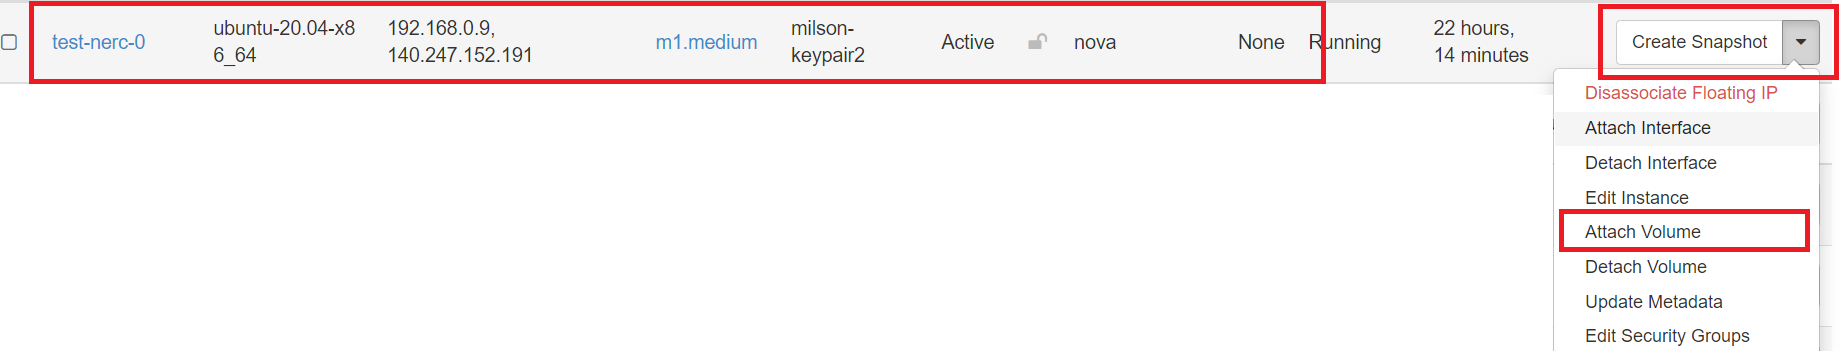 test-nerc-0
ubuntu-20.04-x8
6_64
192.168.0.9,
140.247.152.191
m1.medium
milson-
keypair2
Active
nova
None
Running
22 hours,
14 minutes
Create Snapshot
Disassociate Floating IP
Attach Interface
Detach Interface
Edit Instance
Attach Volume
Detach Volume
Update Metadata
Edit Security Groups